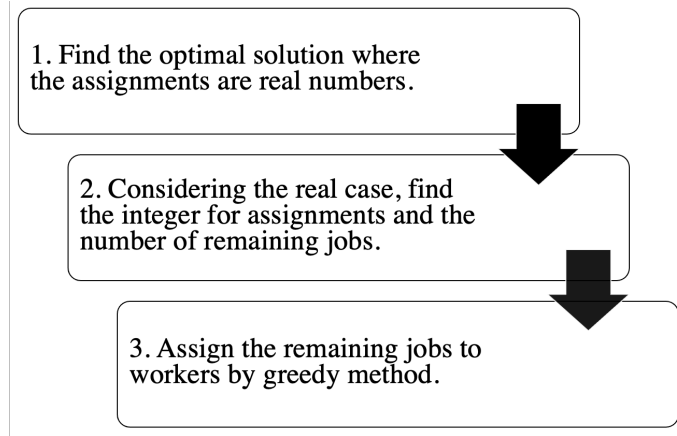 1. Find the optimal solution where
the assignments are real numbers.
2. Considering the real case, find
the integer for assignments and the
number of remaining jobs.
3. Assign the remaining jobs to
workers by greedy method.